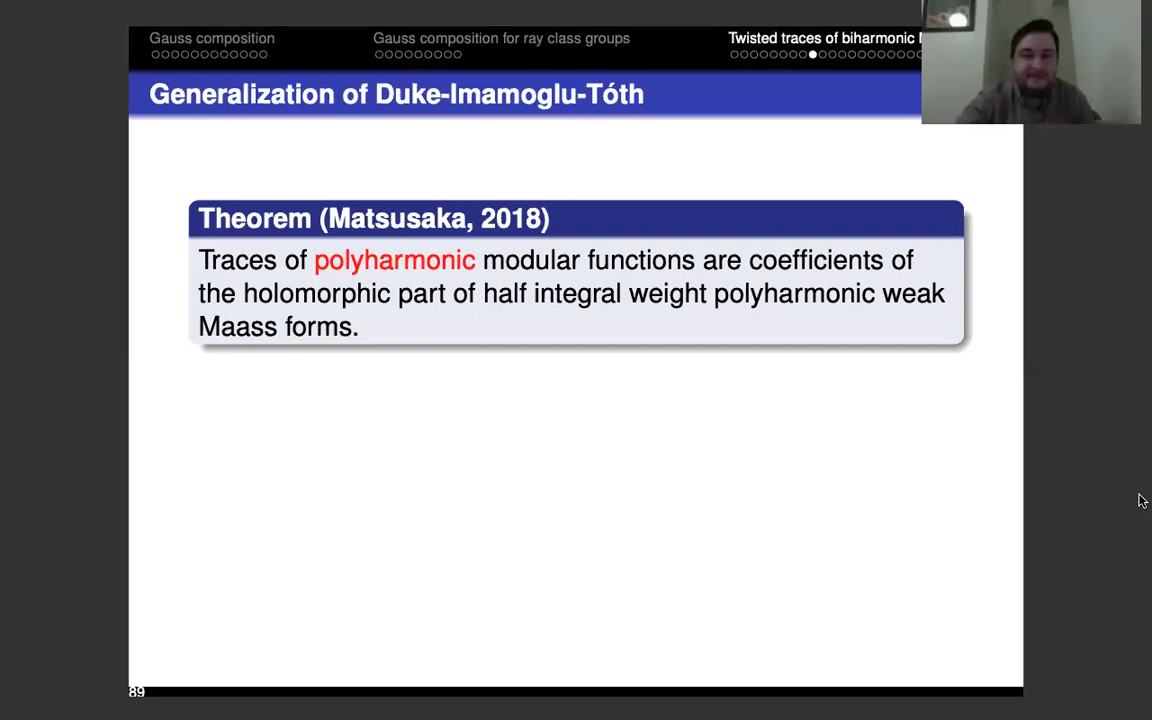 Gauss composition
Gauss composition for ray class groups
Twisted traces of biharmonic
Generalization of Duke-Imamoglu-Tóth
Theorem (Matsusaka, 2018)
Traces of polyharmonic modular functions are coefficients of
the holomorphic part of half integral weight polyharmonic weak
Maass forms.
89